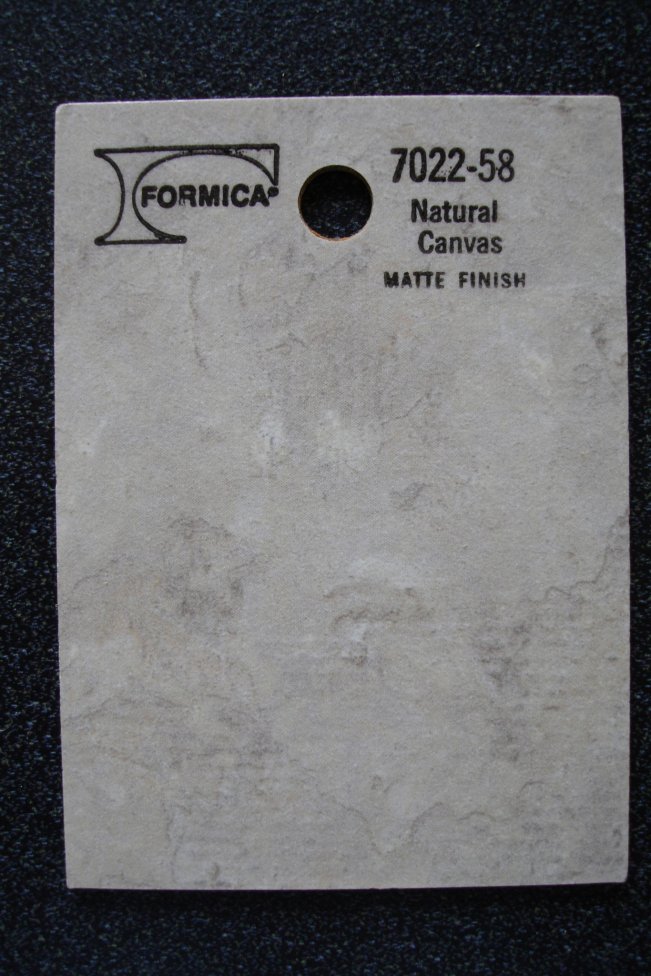 FORMICA®
7022-58
Natural
Canvas
MATTE FINISH